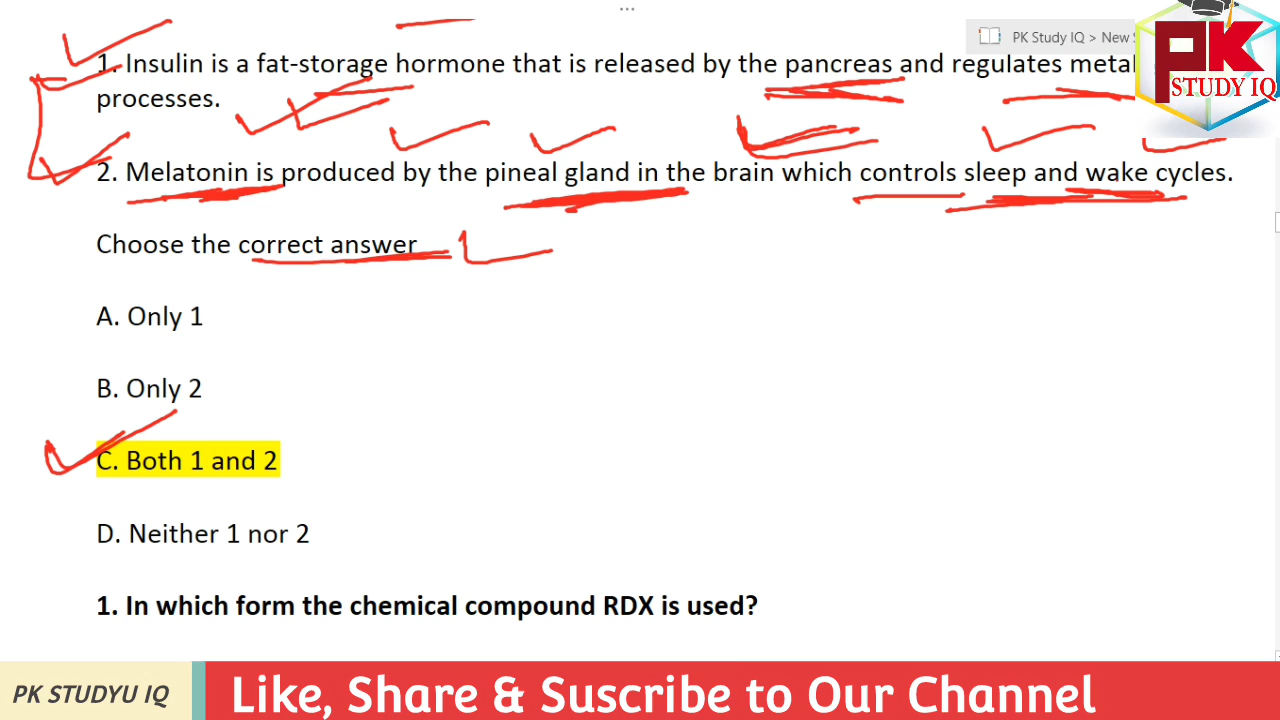 PK Study IQ > New
PK
STUDY IQ
1. Insulin is a fat-storage hormone that is released by the pancreas and regulates
processes.
2. Melatonin is produced by the pineal gland in the brain which controls sleep and wake cycles.
Choose the correct answer
A. Only 1
B. Only 2
C. Both 1 and 2
D. Neither 1 nor 2
1. In which form the chemical compound RDX is used?
PK STUDYU IQ
Like, Share & Suscribe to Our Channel